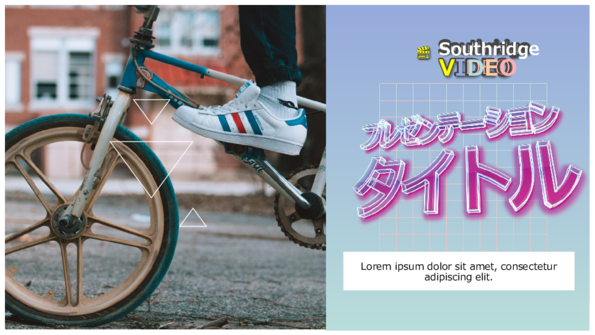 Southridge
VIDEO
プレゼンテーション
タイトル
Lorem ipsum dolor sit amet, consectetur
adipiscing elit.